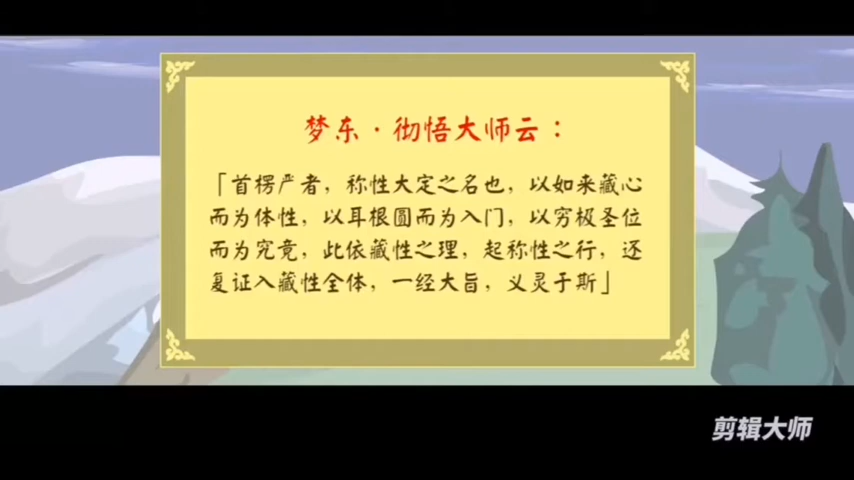 梦东·彻悟大师云：
「首楞严者，称性大定之名也，以如来藏心
而为体性，以耳根圆而为入门，以穷极圣位
而为究竟，此依藏性之理，起称性之行，还
复证入藏性全体，一经大旨，义灵于斯」
剪辑大师